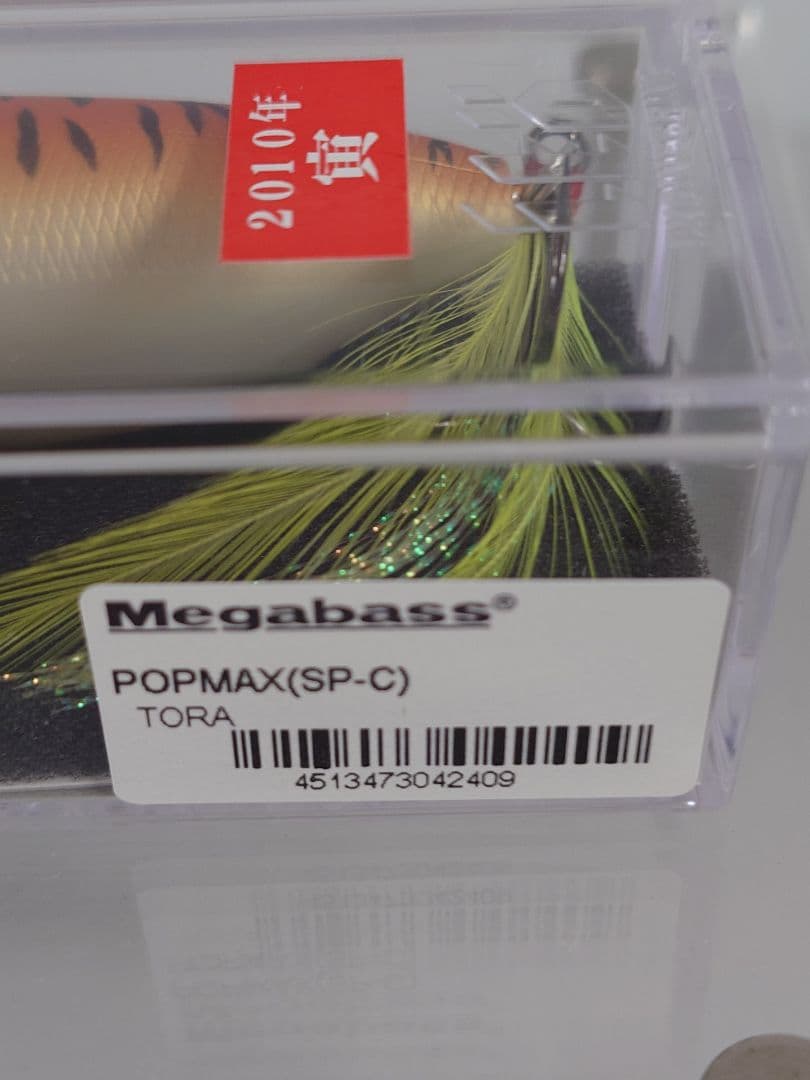 2010年
寅
Megabass®
POPMAX(SP-C)
TORA
4513473042409